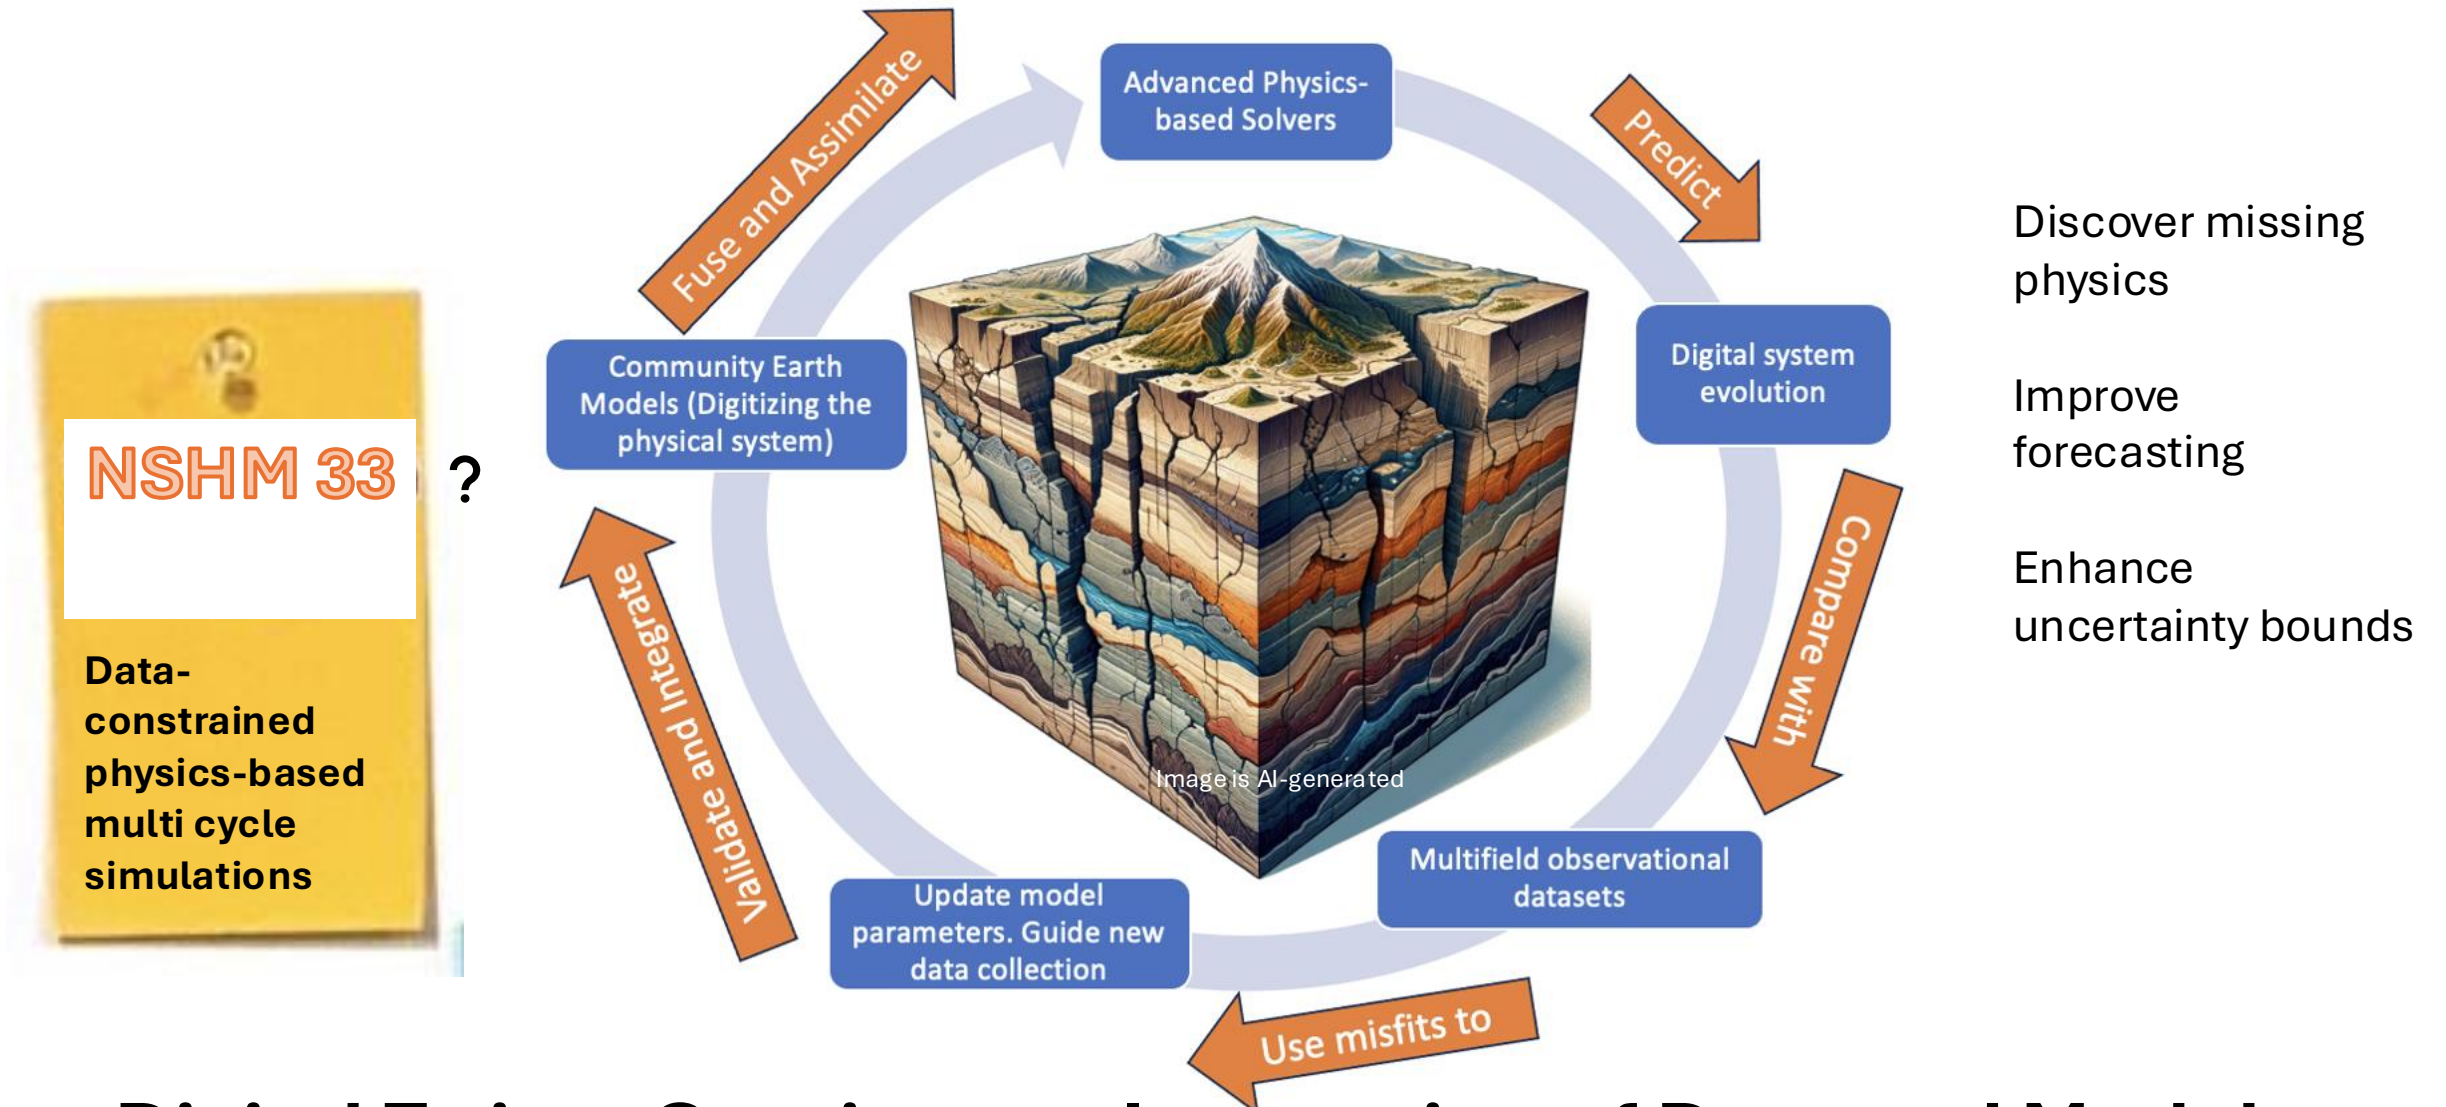 Fuse and Assimilate
Advanced Physics-
based Solvers
Predict
Discover missing
physics
Improve
forecasting
Enhance
uncertainty bounds
Community Earth
Models (Digitizing the
physical system)
Digital system
evolution
NSHM 33 ?
Compare with
Validate and Integrate
Data-
constrained
physics-based
multi cycle
simulations
Image is AI-generated
Multifield observational
datasets
Update model
parameters. Guide new
data collection
Use misfits to